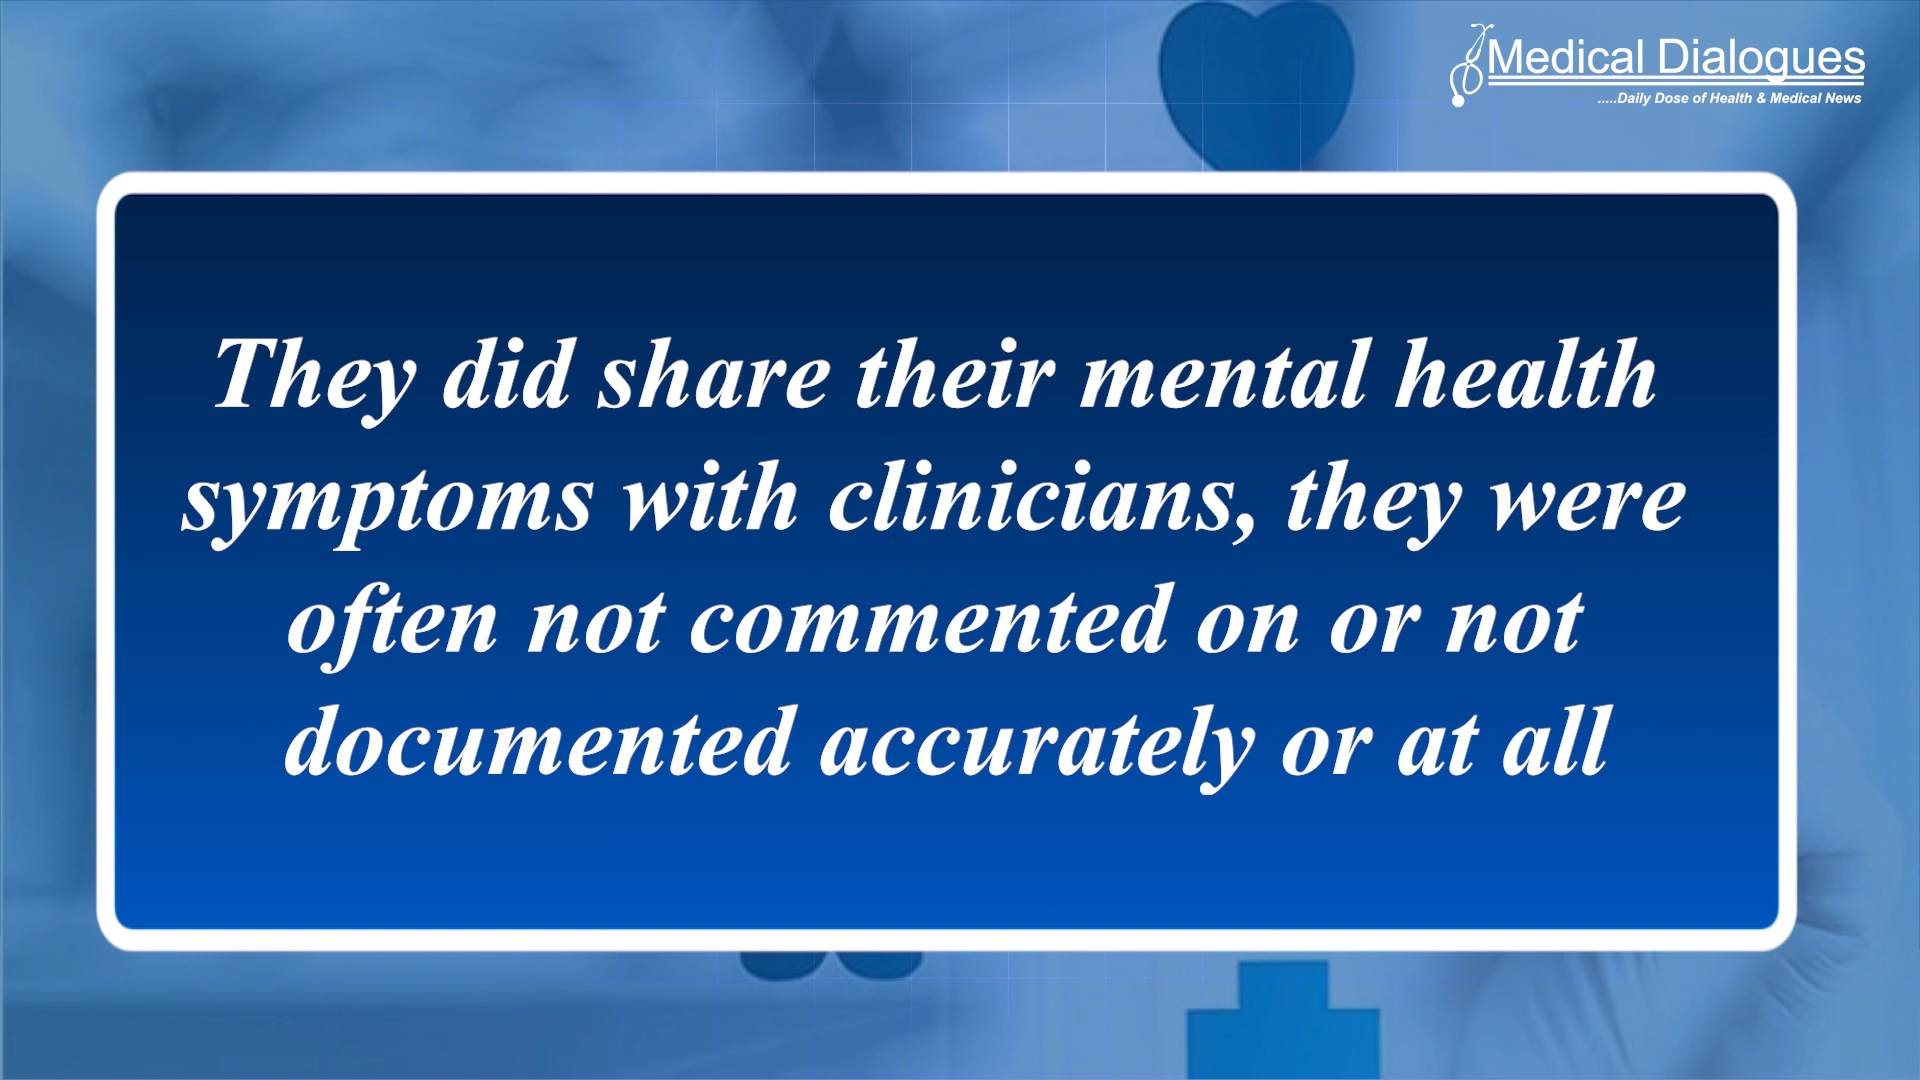 Medical Dialogues
.....Daily Dose of Health & Medical News
They did share their mental health
symptoms with clinicians, they were
often not commented on or not
documented accurately or at all